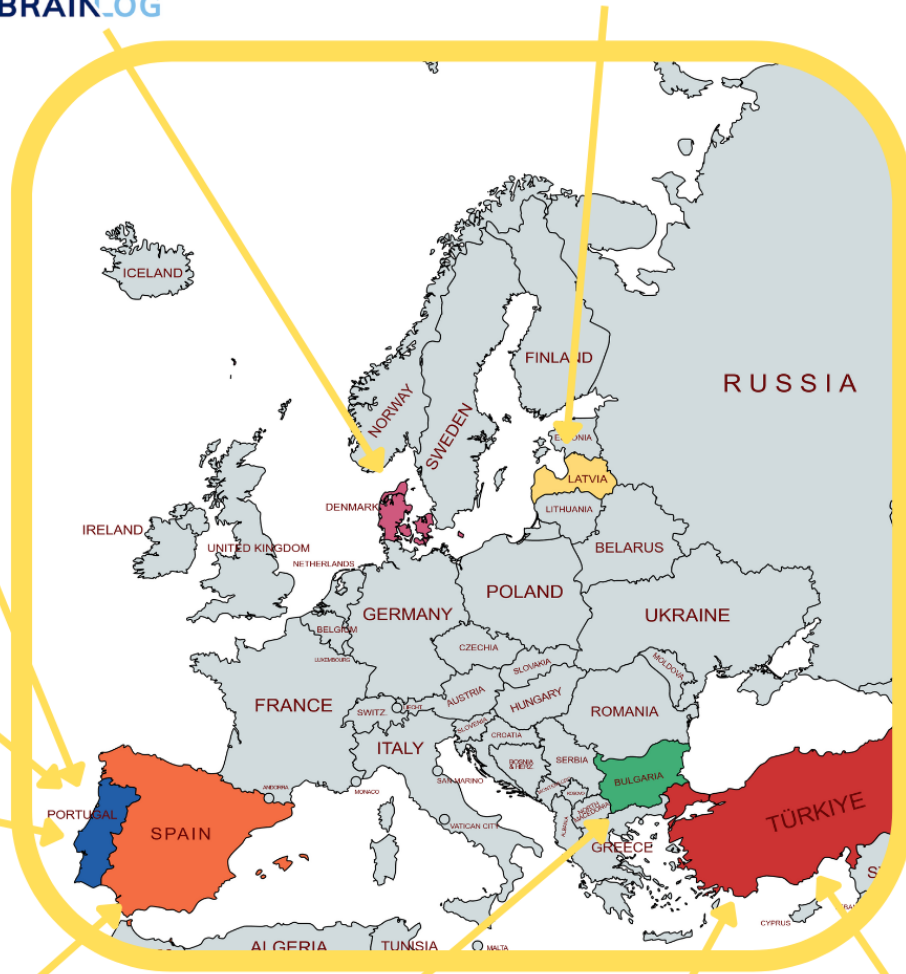 BRAINLOG
ICELAND
FINLAND
RUSSIA
NORWAY
SWEDEN
ESTONIA
LATVIA
DENMARK
LITHUANIA
IRELAND
UNITED KINGDOM
BELARUS
NETHERLANDS
POLAND
GERMANY
UKRAINE
BELGIUM
CZECHIA
LUXEMBOURG
SLOVAKIA
MOLDOVA
AUSTRIA
HUNGARY
FRANCE
SWITZ.
LIECHT.
ROMANIA
SLOVENIA
CROATIA
ITALY
BOSNIA
& HERZ.
SERBIA
SAN MARINO
BULGARIA
ANDORRA
MONACO
MONTENEGRO
KOSOVO
NORTH
MACEDONIA
PORTUGAL
SPAIN
VATICAN CITY
ALBANIA
TÜRKIYE
GREECE
CYPRUS
ALGERIA
TUNISIA
MALTA